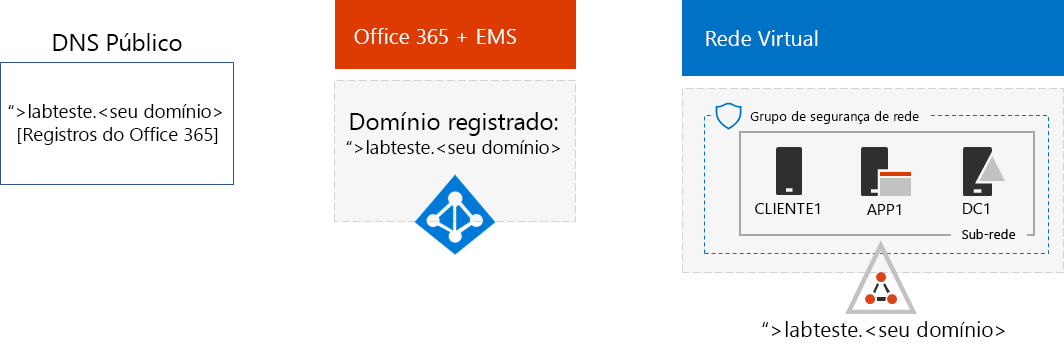 DNS Público
“>labteste.<seu domínio>
[Registros do Office 365]
Office 365 + EMS
Domínio registrado:
“>labteste.<seu domínio>
Rede Virtual
Grupo de segurança de rede
CLIENTE1
APP1
DC1
Sub-rede
“>labteste.<seu domínio>